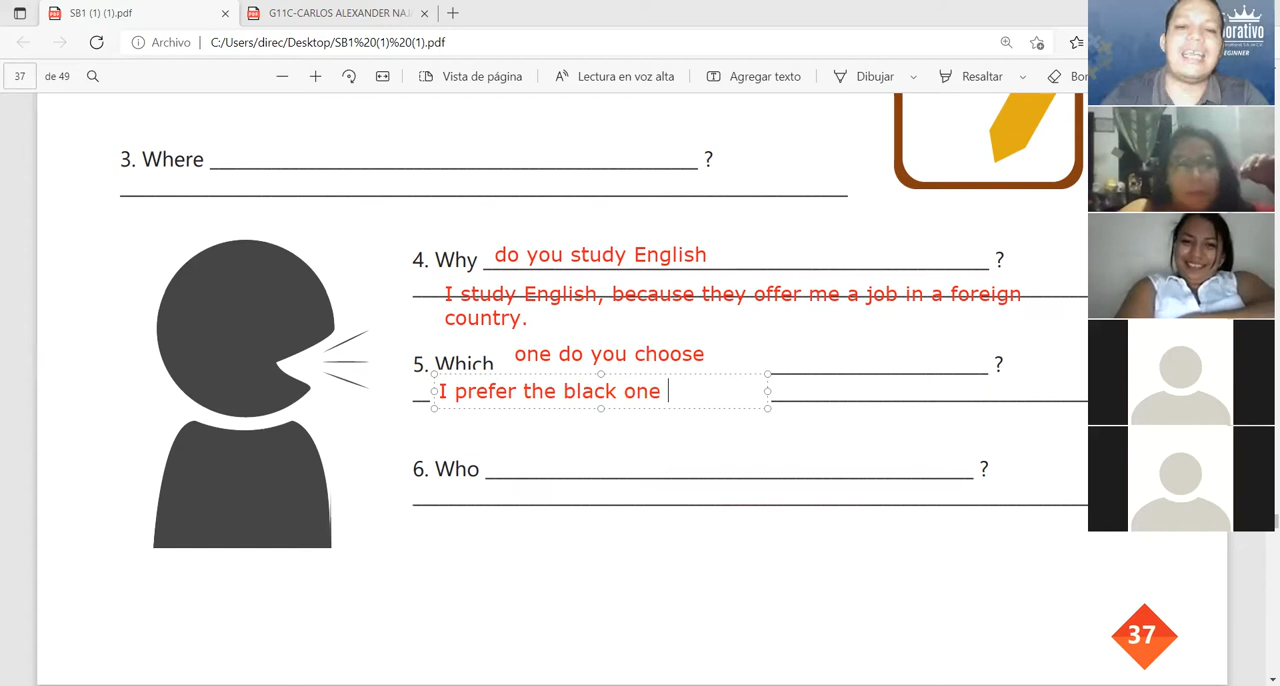 SB1 (1) (1).pdf
G11C-CARLOS ALEXANDER NAJ
Archivo C:/Users/direc/Desktop/SB1%20(1)%20(1).pdf
37 de 49
Vista de página
Lectura en voz alta
Agregar texto
Dibujar
Resaltar
Bor
borativo
EGINNER
3. Where ?
4. Why do you study English ?
I study English, because they offer me a job in a foreign
country.
5. Which one do you choose ?
I prefer the black one
6. Who ?
37